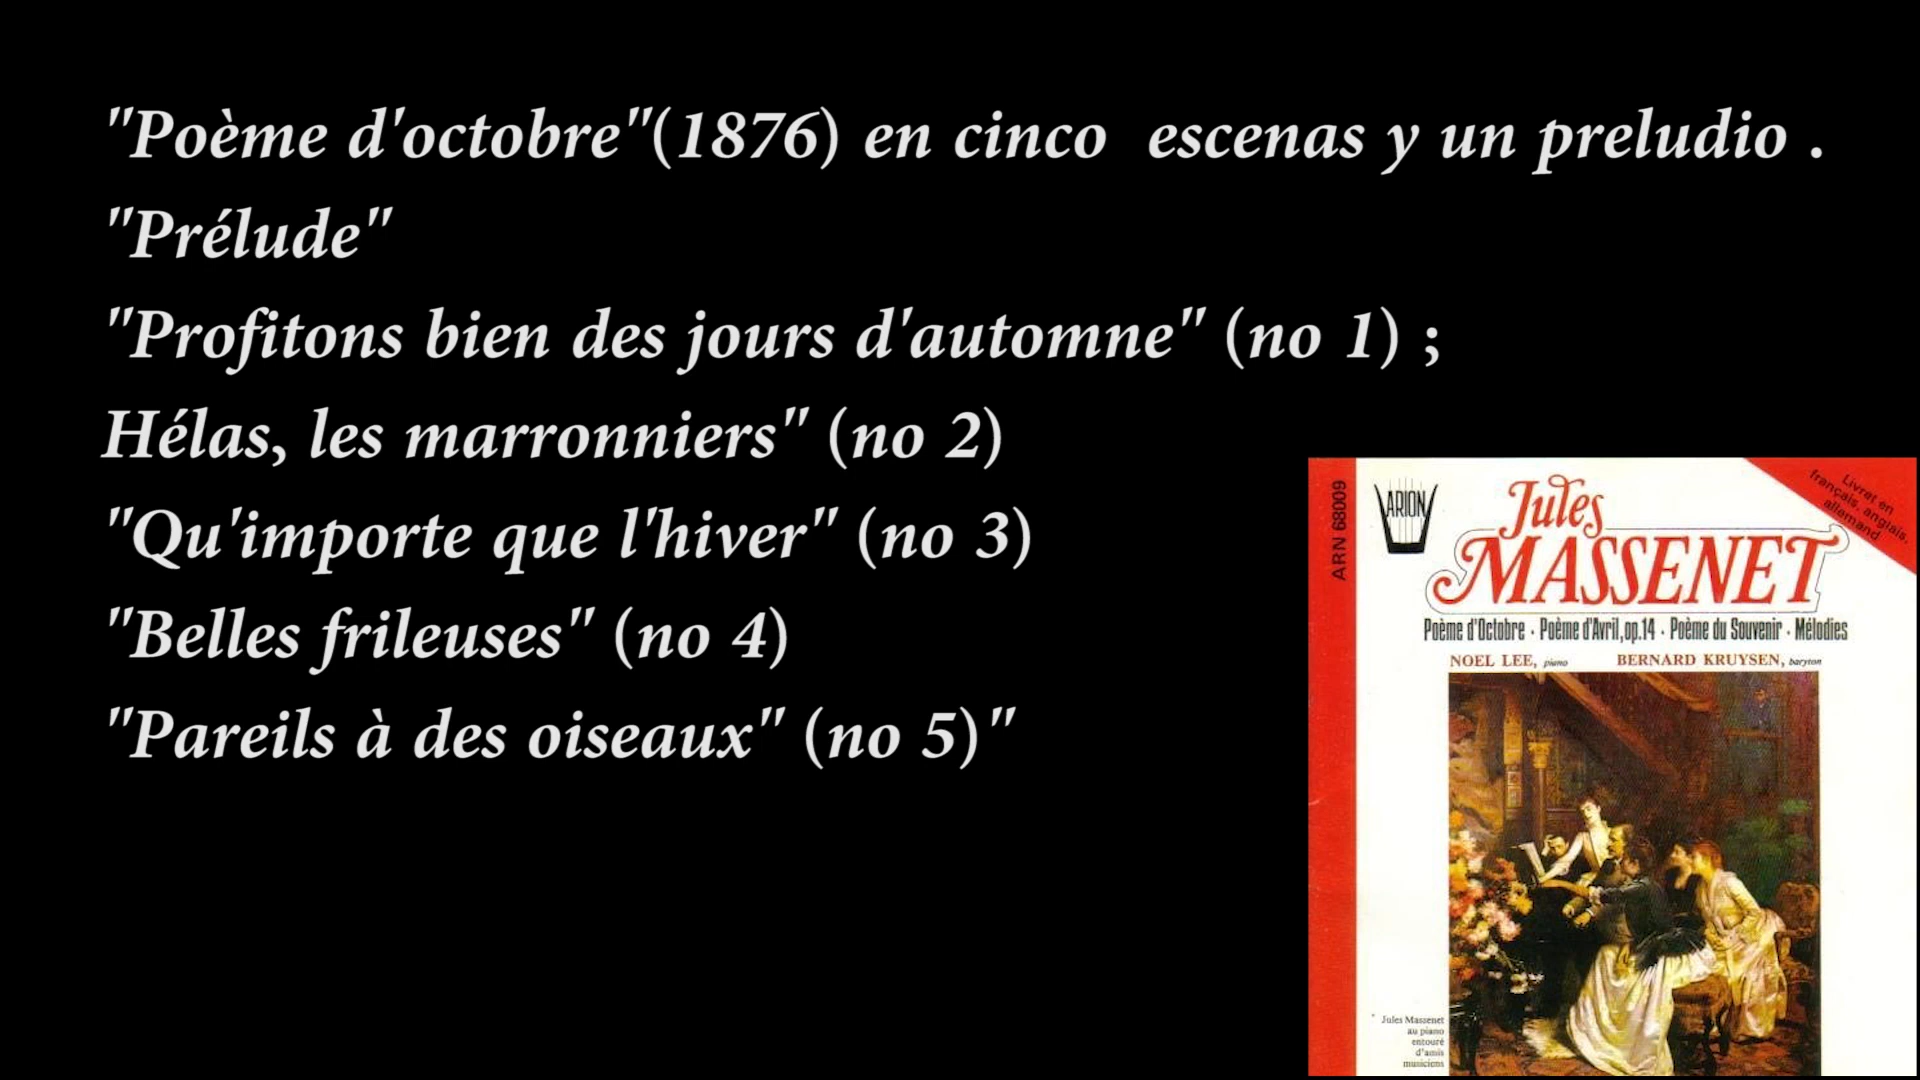 "Poème d'octobre"(1876) en cinco escenas y un preludio .
"Prélude"
"Profitons bien des jours d'automne" (no 1) ;
Hélas, les marronniers" (no 2)
"Qu'importe que l'hiver" (no 3)
"Belles frileuses" (no 4)
"Pareils à des oiseaux" (no 5)"
ARN 68009
ARION
Livret en
français, anglais,
allemand
Jules
MASSENET
Poème d'Octobre · Poème d'Avril, op.14 · Poème du Souvenir · Mélodies
NOEL LEE, piano BERNARD KRUYSEN, baryton
* Jules Massenet
au piano
entouré
d'amis
musiciens